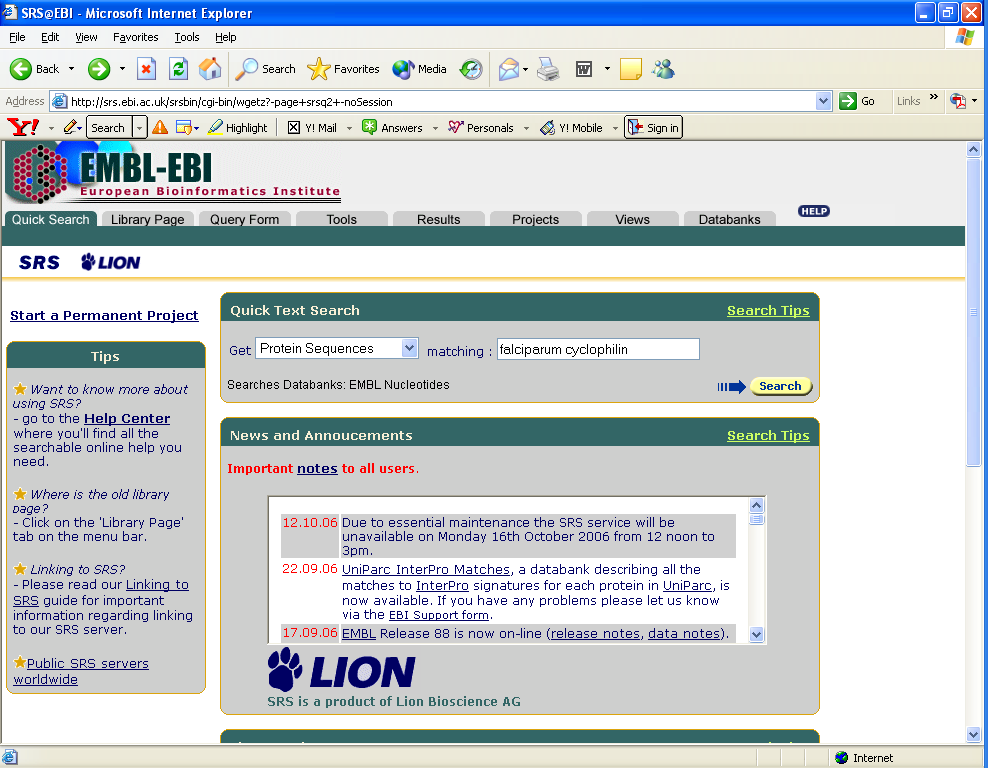 SRS@EBI - Microsoft Internet Explorer
File Edit View Favorites Tools Help
Back Search Favorites Media
Address http://srs.ebi.ac.uk/srsbin/cgi-bin/wgetz?-page+srsq2+-noSession Go Links »
Y! Search Highlight Y! Mail Answers Personals Y! Mobile Sign in
EMBL-EBI
European Bioinformatics Institute
Quick Search Library Page Query Form Tools Results Projects Views Databanks HELP
SRS LION
Start a Permanent Project
Tips
Want to know more about
using SRS?
- go to the Help Center
where you'll find all the
searchable online help you
need.
Where is the old library
page?
- Click on the 'Library Page'
tab on the menu bar.
Linking to SRS?
- Please read our Linking to
SRS guide for important
information regarding linking
to our SRS server.
Public SRS servers
worldwide
Quick Text Search Search Tips
Get Protein Sequences matching : falciparum cyclophilin
Searches Databanks: EMBL Nucleotides Search
News and Annoucements Search Tips
Important notes to all users.
12.10.06 Due to essential maintenance the SRS service will be
unavailable on Monday 16th October 2006 from 12 noon to
3pm.
22.09.06 UniParc InterPro Matches, a databank describing all the
matches to InterPro signatures for each protein in UniParc, is
now available. If you have any problems please let us know
via the EBI Support form.
17.09.06 EMBL Release 88 is now on-line (release notes, data notes).
LION
SRS is a product of Lion Bioscience AG
Internet